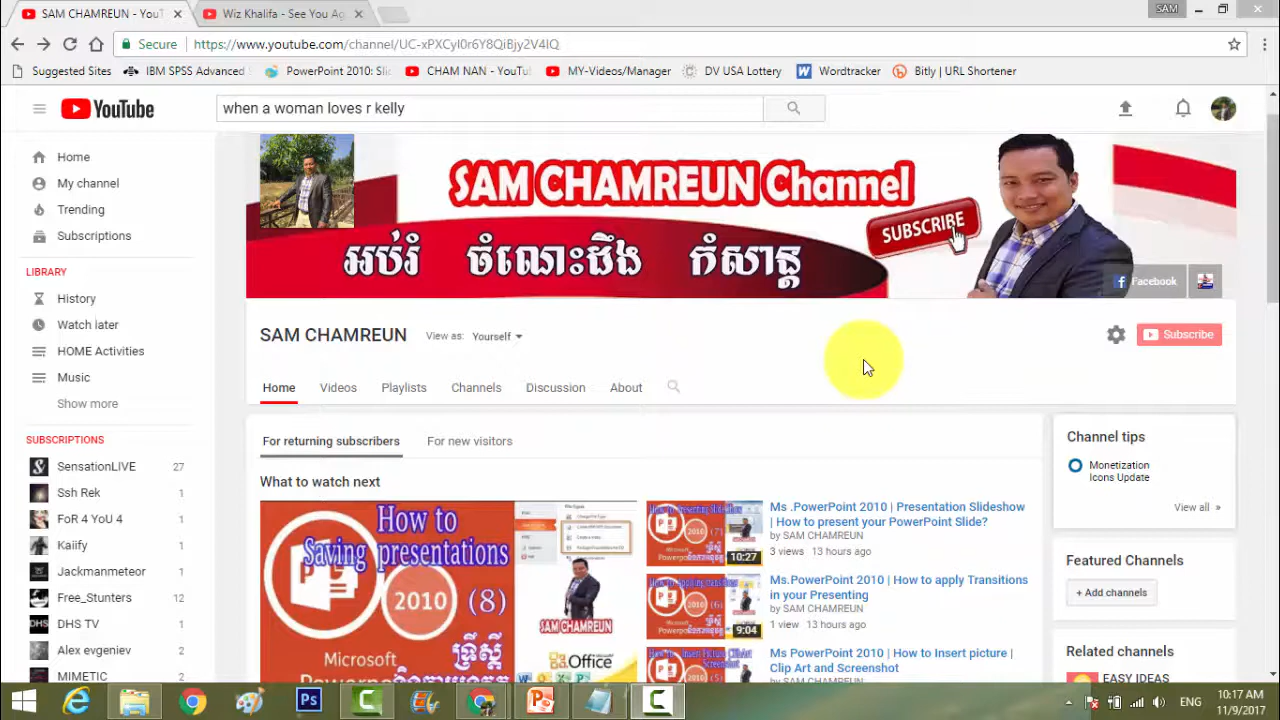 SAM CHAMREUN - YouT
Wiz Khalifa - See You Ag
SAM
Secure
https://www.youtube.com/channel/UC-xPXCyI0r6Y8QiBjy2V4lQ
Suggested Sites
IBM SPSS Advanced
PowerPoint 2010: Sli
CHAM NAN - YouTu
MY-Videos/Manager
DV USA Lottery
Wordtracker
Bitly | URL Shortener
YouTube
when a woman loves r kelly
Home
My channel
Trending
Subscriptions
LIBRARY
History
Watch later
HOME Activities
Music
Show more
SUBSCRIPTIONS
SensationLIVE 27
Ssh Rek 1
FoR 4 YoU 4 1
Kaiify 1
Jackmanmeteor 1
Free_Stunters 12
DHS TV 1
Alex evgeniev 2
MIMETIC 1
SAM CHAMREUN Channel
SUBSCRIBE
អប់រំ ចំណេះដឹង កំសាន្ត
Facebook
SAM CHAMREUN
View as: Yourself
Subscribe
Home
Videos
Playlists
Channels
Discussion
About
For returning subscribers
For new visitors
What to watch next
How to
Saving presentations
2010 (8)
SAM CHAMREUN
Microsoft
Office
ទ្រឹស្តី
Ms .PowerPoint 2010 | Presentation Slideshow
| How to present your PowerPoint Slide?
by SAM CHAMREUN
3 views 13 hours ago
10:27
Ms.PowerPoint 2010 | How to apply Transitions
in your Presenting
by SAM CHAMREUN
1 view 13 hours ago
9:04
Ms PowerPoint 2010 | How to Insert picture |
Clip Art and Screenshot
by SAM CHAMREUN
Channel tips
Monetization
Icons Update
View all »
Featured Channels
+ Add channels
Related channels
EASY IDEAS
ENG
10:17 AM
11/9/2017